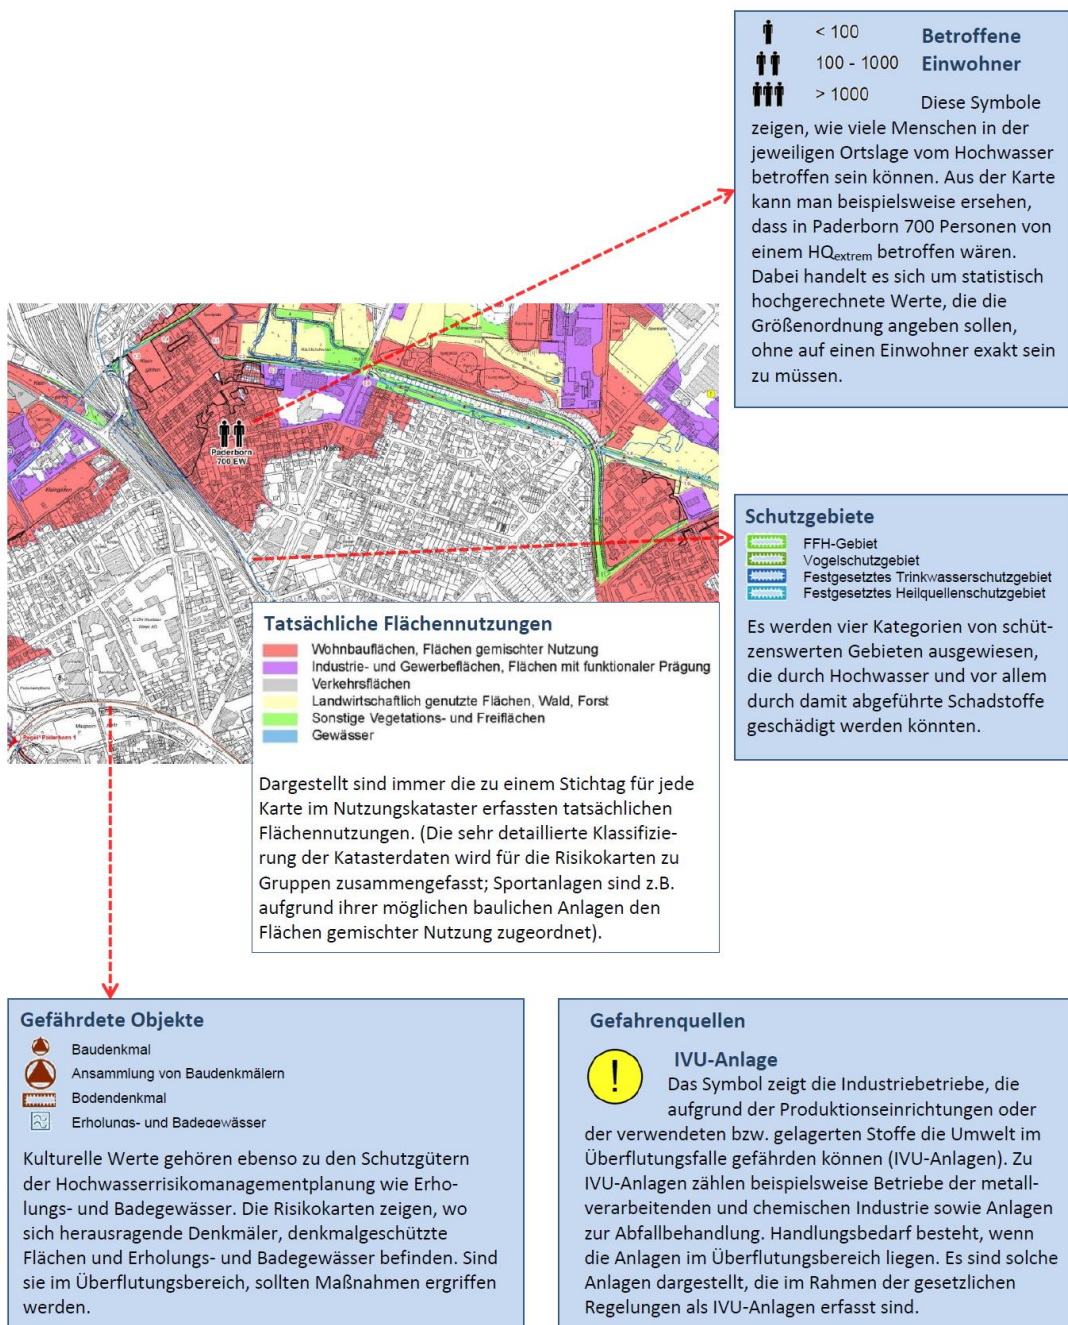 < 100
100 - 1000
> 1000
Betroffene
Einwohner
Diese Symbole
zeigen, wie viele Menschen in der
jeweiligen Ortslage vom Hochwasser
betroffen sein können. Aus der Karte
kann man beispielsweise ersehen,
dass in Paderborn 700 Personen von
einem HQextrem betroffen wären.
Dabei handelt es sich um statistisch
hochgerechnete Werte, die die
Größenordnung angeben sollen,
ohne auf einen Einwohner exakt sein
zu müssen.
Paderborn
700 EW
Kleingärten
Pegel Paderborn 1
Schutzgebiete
FFH-Gebiet
Vogelschutzgebiet
Festgesetztes Trinkwasserschutzgebiet
Festgesetztes Heilquellenschutzgebiet
Es werden vier Kategorien von schüt-
zenswerten Gebieten ausgewiesen,
die durch Hochwasser und vor allem
durch damit abgeführte Schadstoffe
geschädigt werden könnten.
Tatsächliche Flächennutzungen
Wohnbauflächen, Flächen gemischter Nutzung
Industrie- und Gewerbeflächen, Flächen mit funktionaler Prägung
Verkehrsflächen
Landwirtschaftlich genutzte Flächen, Wald, Forst
Sonstige Vegetations- und Freiflächen
Gewässer
Dargestellt sind immer die zu einem Stichtag für jede
Karte im Nutzungskataster erfassten tatsächlichen
Flächennutzungen. (Die sehr detaillierte Klassifizie-
rung der Katasterdaten wird für die Risikokarten zu
Gruppen zusammengefasst; Sportanlagen sind z.B.
aufgrund ihrer möglichen baulichen Anlagen den
Flächen gemischter Nutzung zugeordnet).
Gefährdete Objekte
Baudenkmal
Ansammlung von Baudenkmälern
Bodendenkmal
Erholungs- und Badegewässer
Kulturelle Werte gehören ebenso zu den Schutzgütern
der Hochwasserrisikomanagementplanung wie Erho-
lungs- und Badegewässer. Die Risikokarten zeigen, wo
sich herausragende Denkmäler, denkmalgeschützte
Flächen und Erholungs- und Badegewässer befinden. Sind
sie im Überflutungsbereich, sollten Maßnahmen ergriffen
werden.
Gefahrenquellen
!
IVU-Anlage
Das Symbol zeigt die Industriebetriebe, die
aufgrund der Produktionseinrichtungen oder
der verwendeten bzw. gelagerten Stoffe die Umwelt im
Überflutungsfalle gefährden können (IVU-Anlagen). Zu
IVU-Anlagen zählen beispielsweise Betriebe der metall-
verarbeitenden und chemischen Industrie sowie Anlagen
zur Abfallbehandlung. Handlungsbedarf besteht, wenn
die Anlagen im Überflutungsbereich liegen. Es sind solche
Anlagen dargestellt, die im Rahmen der gesetzlichen
Regelungen als IVU-Anlagen erfasst sind.